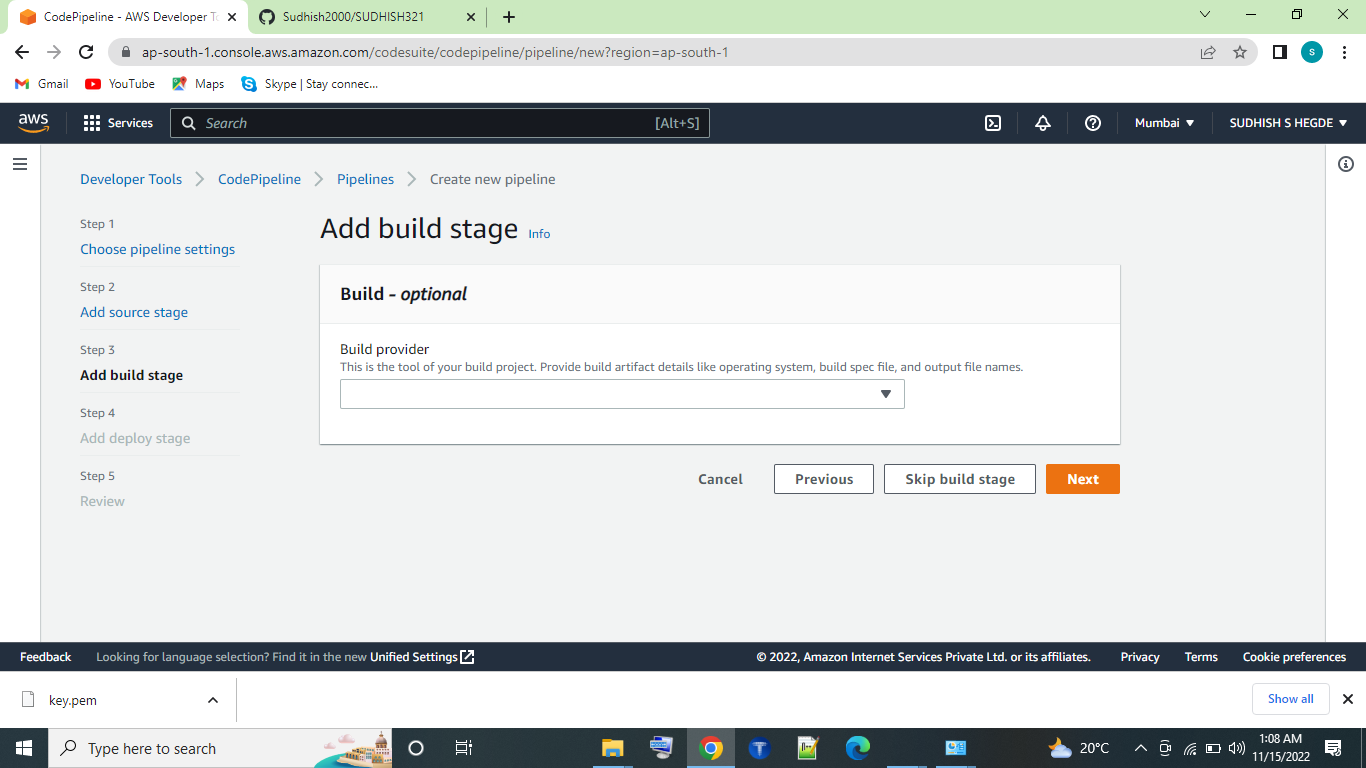 CodePipeline - AWS Developer To
Sudhish2000/SUDHISH321
ap-south-1.console.aws.amazon.com/codesuite/codepipeline/pipeline/new?region=ap-south-1
S
Gmail
YouTube
Maps
Skype | Stay connec...
aws
Services
Search
[Alt+S]
Mumbai
SUDHISH S HEGDE
Developer Tools
CodePipeline
Pipelines
Create new pipeline
Step 1
Choose pipeline settings
Step 2
Add source stage
Step 3
Add build stage
Step 4
Add deploy stage
Step 5
Review
Add build stage Info
Build - optional
Build provider
This is the tool of your build project. Provide build artifact details like operating system, build spec file, and output file names.
Cancel
Previous
Skip build stage
Next
Feedback
Looking for language selection? Find it in the new Unified Settings
© 2022, Amazon Internet Services Private Ltd. or its affiliates.
Privacy
Terms
Cookie preferences
key.pem
Show all
Type here to search
20°C
1:08 AM
11/15/2022